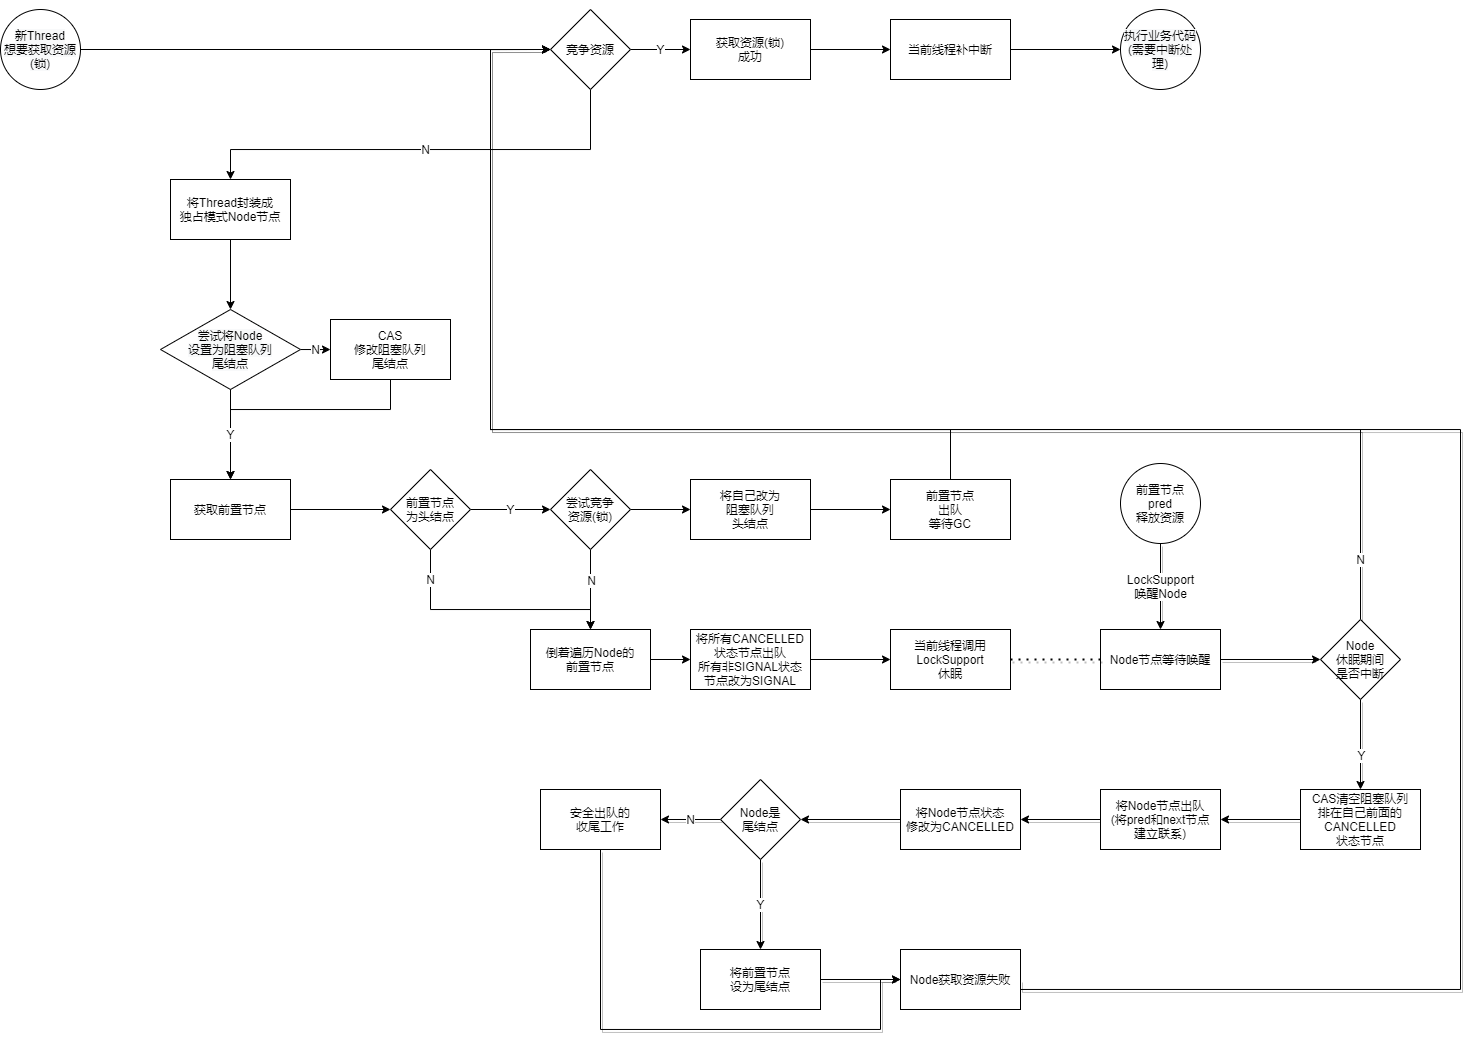 新Thread
想要获取资源
(锁)
竞争资源
Y
获取资源(锁)
成功
当前线程补中断
执行业务代码
(需要中断处
理)
N
将Thread封装成
独占模式Node节点
尝试将Node
设置为阻塞队列
尾结点
N
CAS
修改阻塞队列
尾结点
Y
获取前置节点
前置节点
为头结点
Y
尝试竞争
资源(锁)
将自己改为
阻塞队列
头结点
前置节点
出队
等待GC
前置节点
pred
释放资源
N
N
LockSupport
唤醒Node
N
倒着遍历Node的
前置节点
将所有CANCELLED
状态节点出队
所有非SIGNAL状态
节点改为SIGNAL
当前线程调用
LockSupport
休眠
Node节点等待唤醒
Node
休眠期间
是否中断
Y
安全出队的
收尾工作
N
Node是
尾结点
将Node节点状态
修改为CANCELLED
将Node节点出队
(将pred和next节点
建立联系)
CAS清空阻塞队列
排在自己前面的
CANCELLED
状态节点
Y
将前置节点
设为尾结点
Node获取资源失败